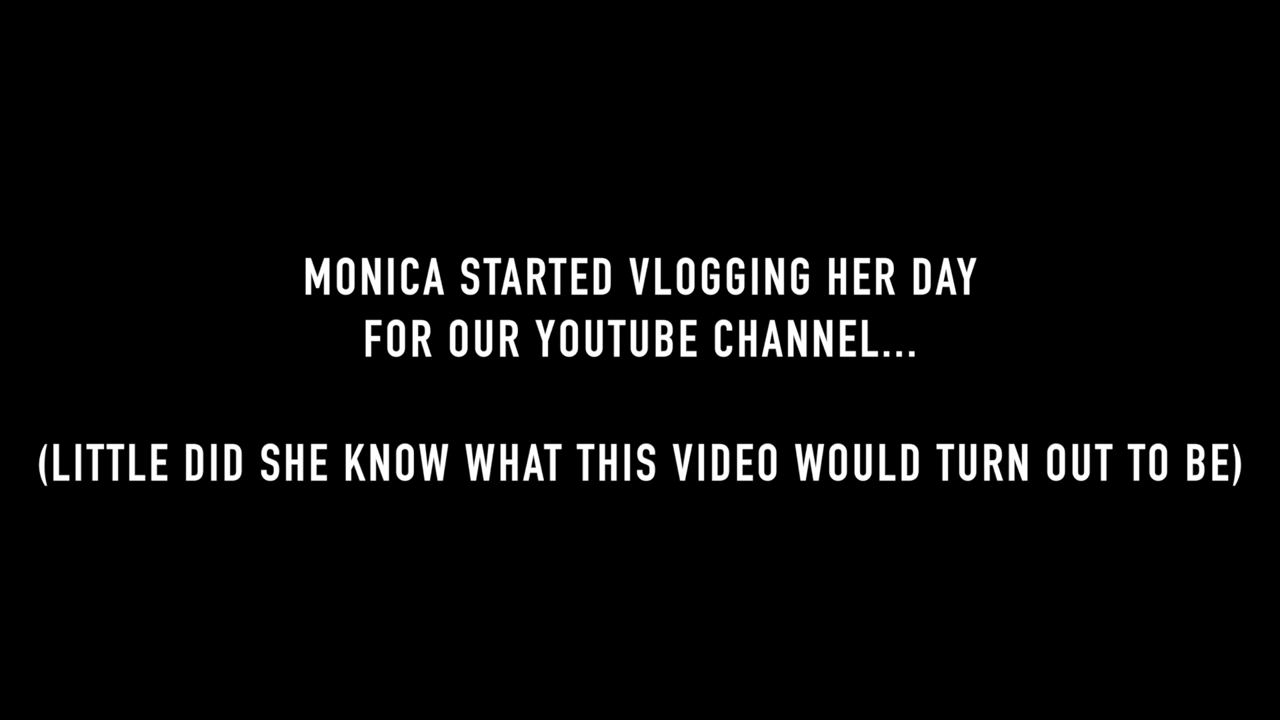 MONICA STARTED VLOGGING HER DAY
FOR OUR YOUTUBE CHANNEL...
(LITTLE DID SHE KNOW WHAT THIS VIDEO WOULD TURN OUT TO BE)